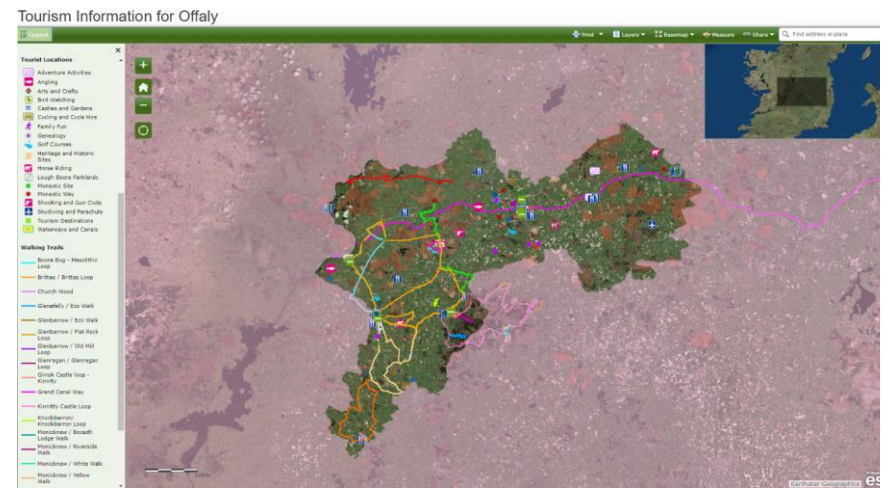 Tourism Information for Offaly
Legend
Print
Layers
Basemap
Measure
Share
Find address or place
Tourist Locations
Adventure Activities
Angling
Arts and Crafts
Bird Watching
Castles and Gardens
Cycling and Cycle Hire
Family Fun
Genealogy
Golf Courses
Heritage and Historic
Sites
Horse Riding
Lough Boora Parklands
Monastic Site
Monastic Way
Shooting and Gun Clubs
Skydiving and Parachute
Tourism Destinations
Waterways and Canals
Walking Trails
Boora Bog - Mesolithic
Loop
Brittas / Brittas Loop
Church Wood
Glenafelly / Eco Walk
Glenbarrow / Eco Walk
Glenbarrow / Flat Rock
Loop
Glenbarrow / Old Mill
Loop
Glenregan / Glenregan
Loop
Glinsk Castle loop -
Kinnity
Grand Canal Way
Kinnitty Castle Loop
Knockbarron/
Knockbarron Loop
Monicknew /
Lodge Walk
Monicknew / Riverside
Walk
Monicknew / White Walk
Monicknew / Yellow
Walk
Earthstar Geographics
es